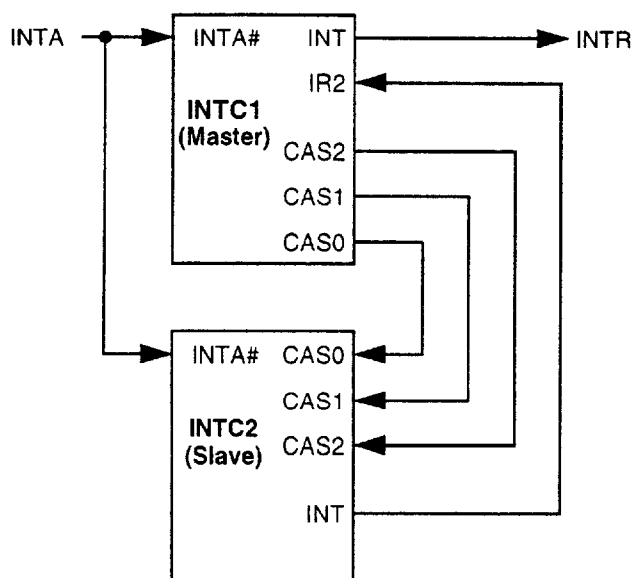 INTA
INTA#
INT
INTR
IR2
INTC1
(Master)
CAS2
CAS1
CAS0
INTA#
CAS0
CAS1
INTC2
(Slave)
CAS2
INT